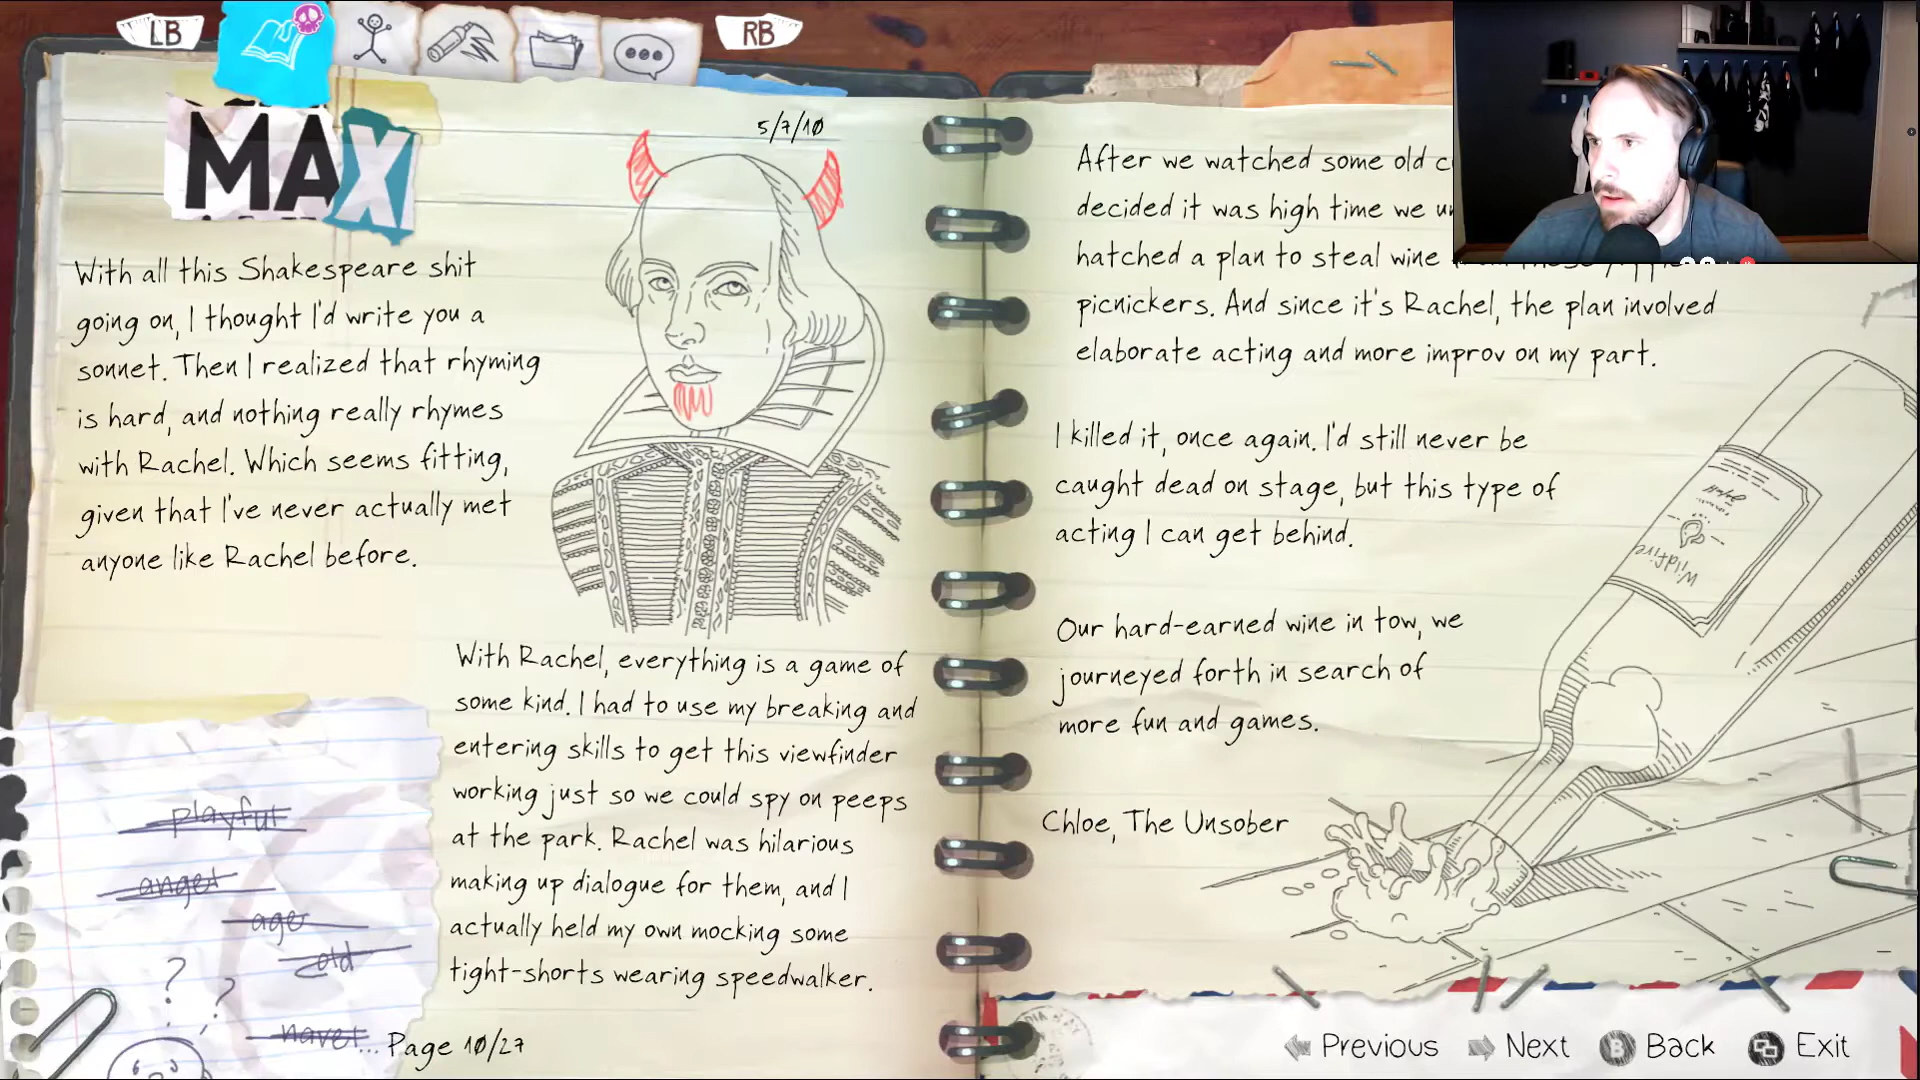 LB
RB
MAX
5/7/10
With all this Shakespeare shit
going on, I thought I'd write you a
sonnet. Then I realized that rhyming
is hard, and nothing really rhymes
with Rachel. Which seems fitting,
given that I've never actually met
anyone like Rachel before.
With Rachel, everything is a game of
some kind. I had to use my breaking and
entering skills to get this viewfinder
working just so we could spy on peeps
at the park. Rachel was hilarious
making up dialogue for them, and I
actually held my own mocking some
tight-shorts wearing speedwalker.
playful
angel
age
old
? ?
navel...
Page 10/27
After we watched some old
decided it was high time we
hatched a plan to steal wine
picnickers. And since it's Rachel, the plan involved
elaborate acting and more improv on my part.
I killed it, once again. I'd still never be
caught dead on stage, but this type of
acting I can get behind.
Our hard-earned wine in tow, we
journeyed forth in search of
more fun and games.
Chloe, The Unsober
Wildfire
Previous
Next
B Back
Exit